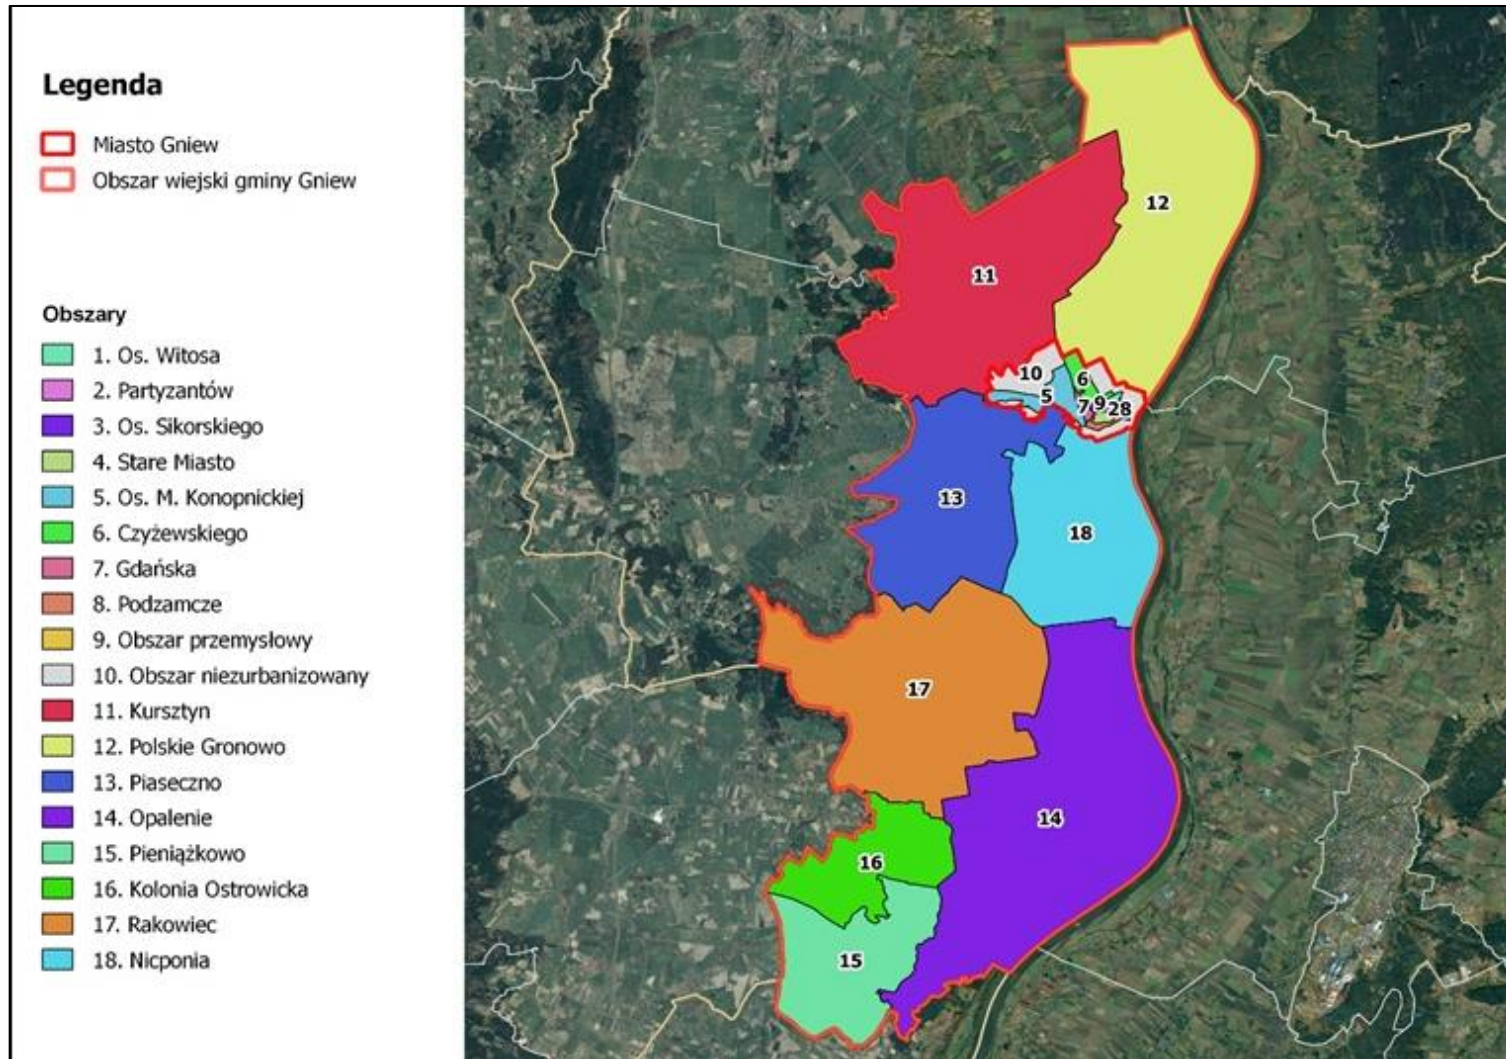 Legenda
Miasto Gniew
Obszar wiejski gminy Gniew
Obszary
1. Os. Witosa
2. Partyzantów
3. Os. Sikorskiego
4. Stare Miasto
5. Os. M. Konopnickiej
6. Czyżewskiego
7. Gdańska
8. Podzamcze
9. Obszar przemysłowy
10. Obszar niezurbanizowany
11. Kursztyn
12. Polskie Gronowo
13. Piaseczno
14. Opalenie
15. Pieniążkowo
16. Kolonia Ostrowicka
17. Rakowiec
18. Nicponia
12
11
10
6
5
7
9
28
13
18
17
14
16
15